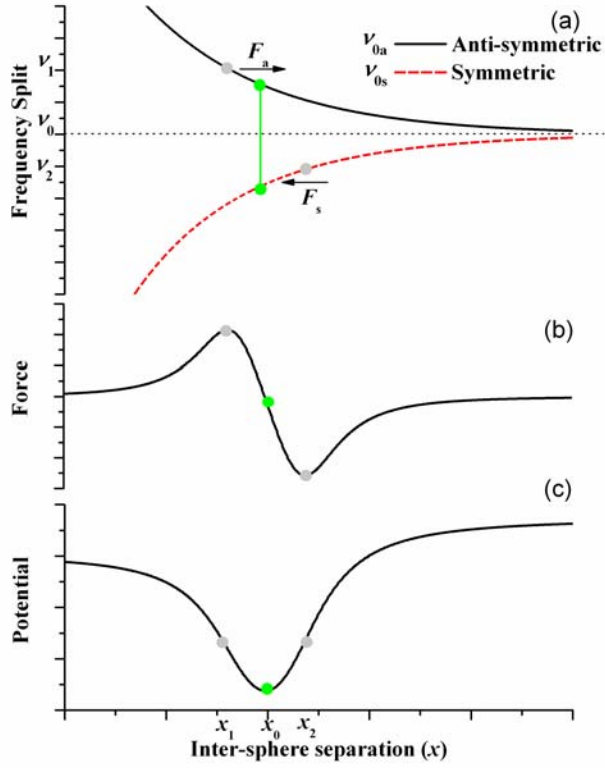 (a)
ν0a Anti-symmetric
ν0s Symmetric
Fa
Fs
ν1
ν0
ν2
Frequency Split
(b)
Force
(c)
Potential
x1 x0 x2
Inter-sphere separation (x)